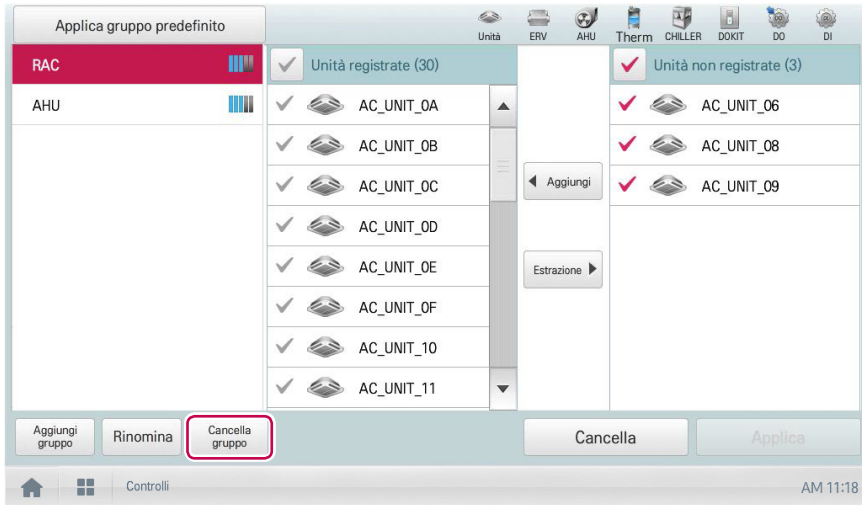 Applica gruppo predefinito
Unità
ERV
AHU
Therm
CHILLER
DOKIT
DO
DI
RAC
AHU
Unità registrate (30)
AC_UNIT_0A
AC_UNIT_0B
AC_UNIT_0C
AC_UNIT_0D
AC_UNIT_0E
AC_UNIT_0F
AC_UNIT_10
AC_UNIT_11
Aggiungi
Estrazione
Unità non registrate (3)
AC_UNIT_06
AC_UNIT_08
AC_UNIT_09
Aggiungi
gruppo
Rinomina
Cancella
gruppo
Cancella
Applica
Controlli
AM 11:18